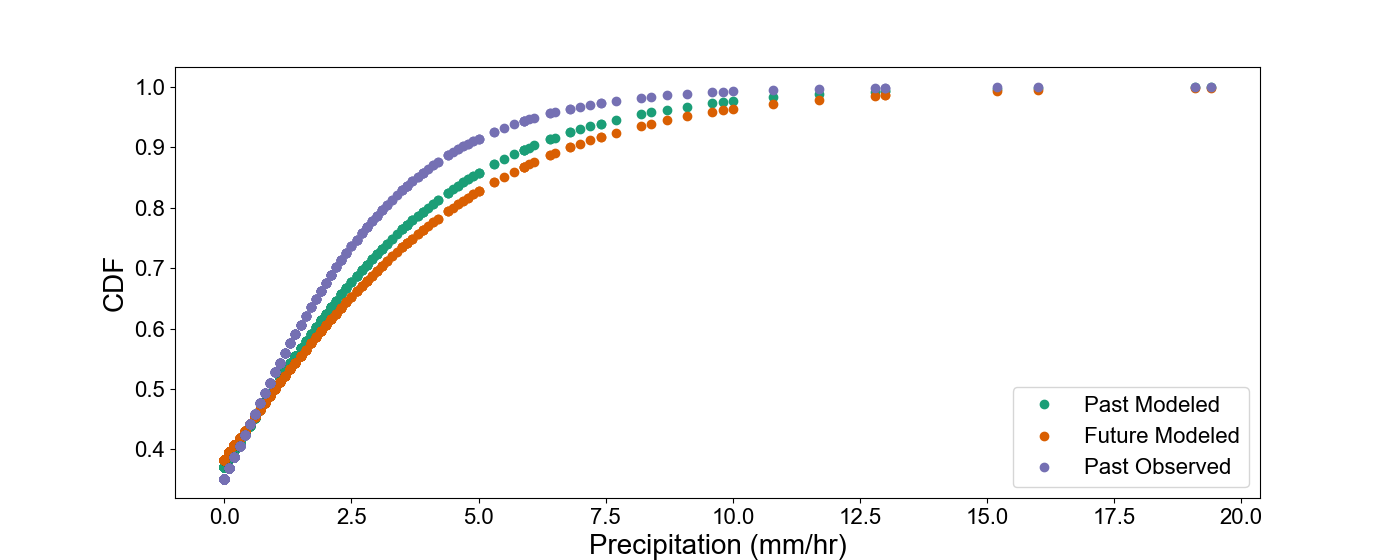 1.0
0.9
0.8
0.7
0.6
0.5
0.4
CDF
0.0 2.5 5.0 7.5 10.0 12.5 15.0 17.5 20.0
Precipitation (mm/hr)
Past Modeled
Future Modeled
Past Observed